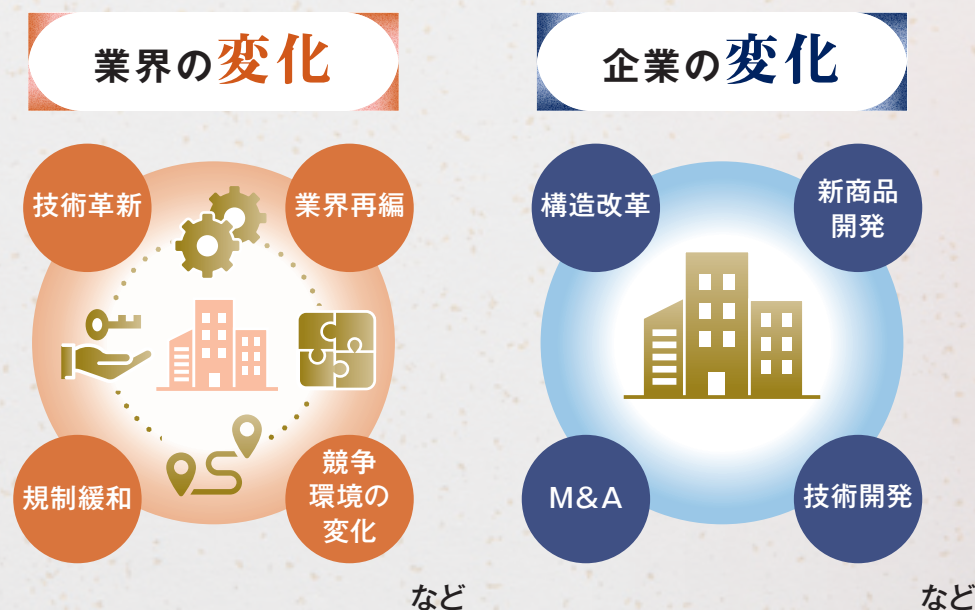 業界の変化
技術革新
業界再編
規制緩和
競争
環境の
変化
など
企業の変化
構造改革
新商品
開発
M&A
技術開発
など